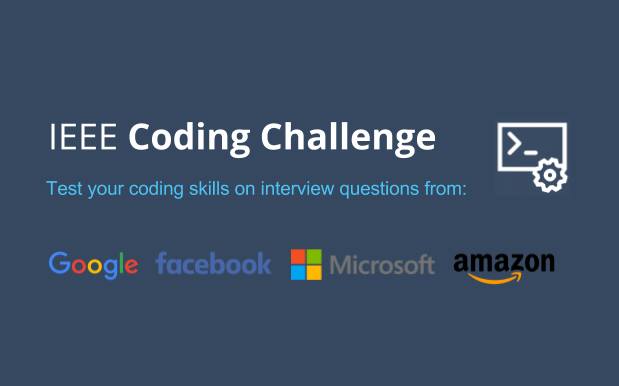 IEEE Coding Challenge
>_
Test your coding skills on interview questions from:
Google facebook Microsoft amazon